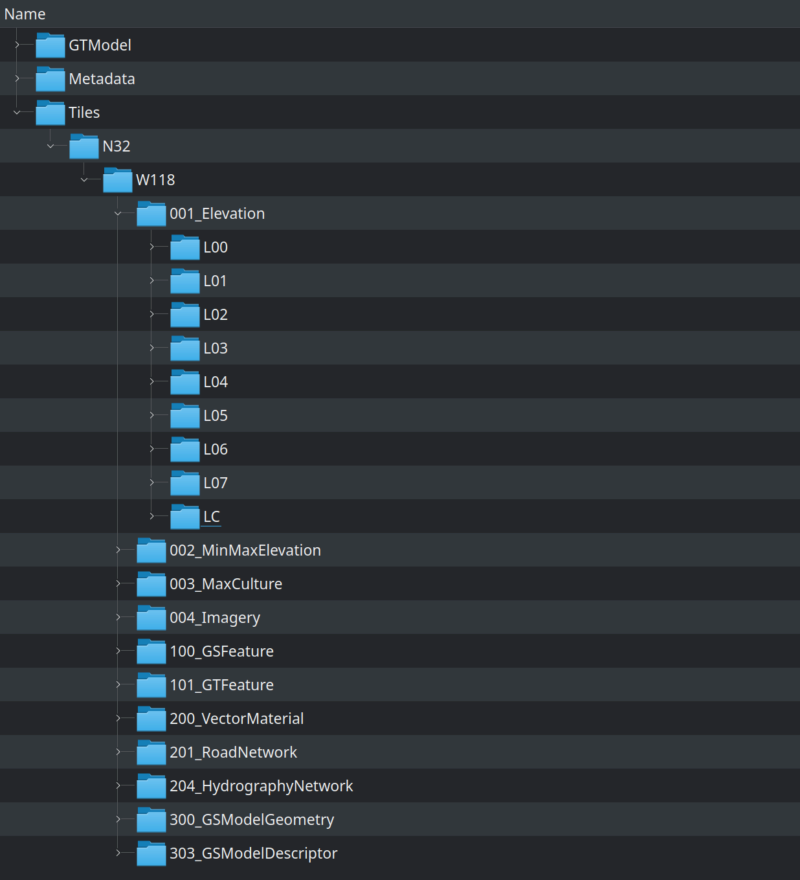 Name
GTModel
Metadata
Tiles
N32
W118
001_Elevation
L00
L01
L02
L03
L04
L05
L06
L07
LC
002_MinMaxElevation
003_MaxCulture
004_Imagery
100_GSFeature
101_GTFeature
200_VectorMaterial
201_RoadNetwork
204_HydrographyNetwork
300_GSModelGeometry
303_GSModelDescriptor